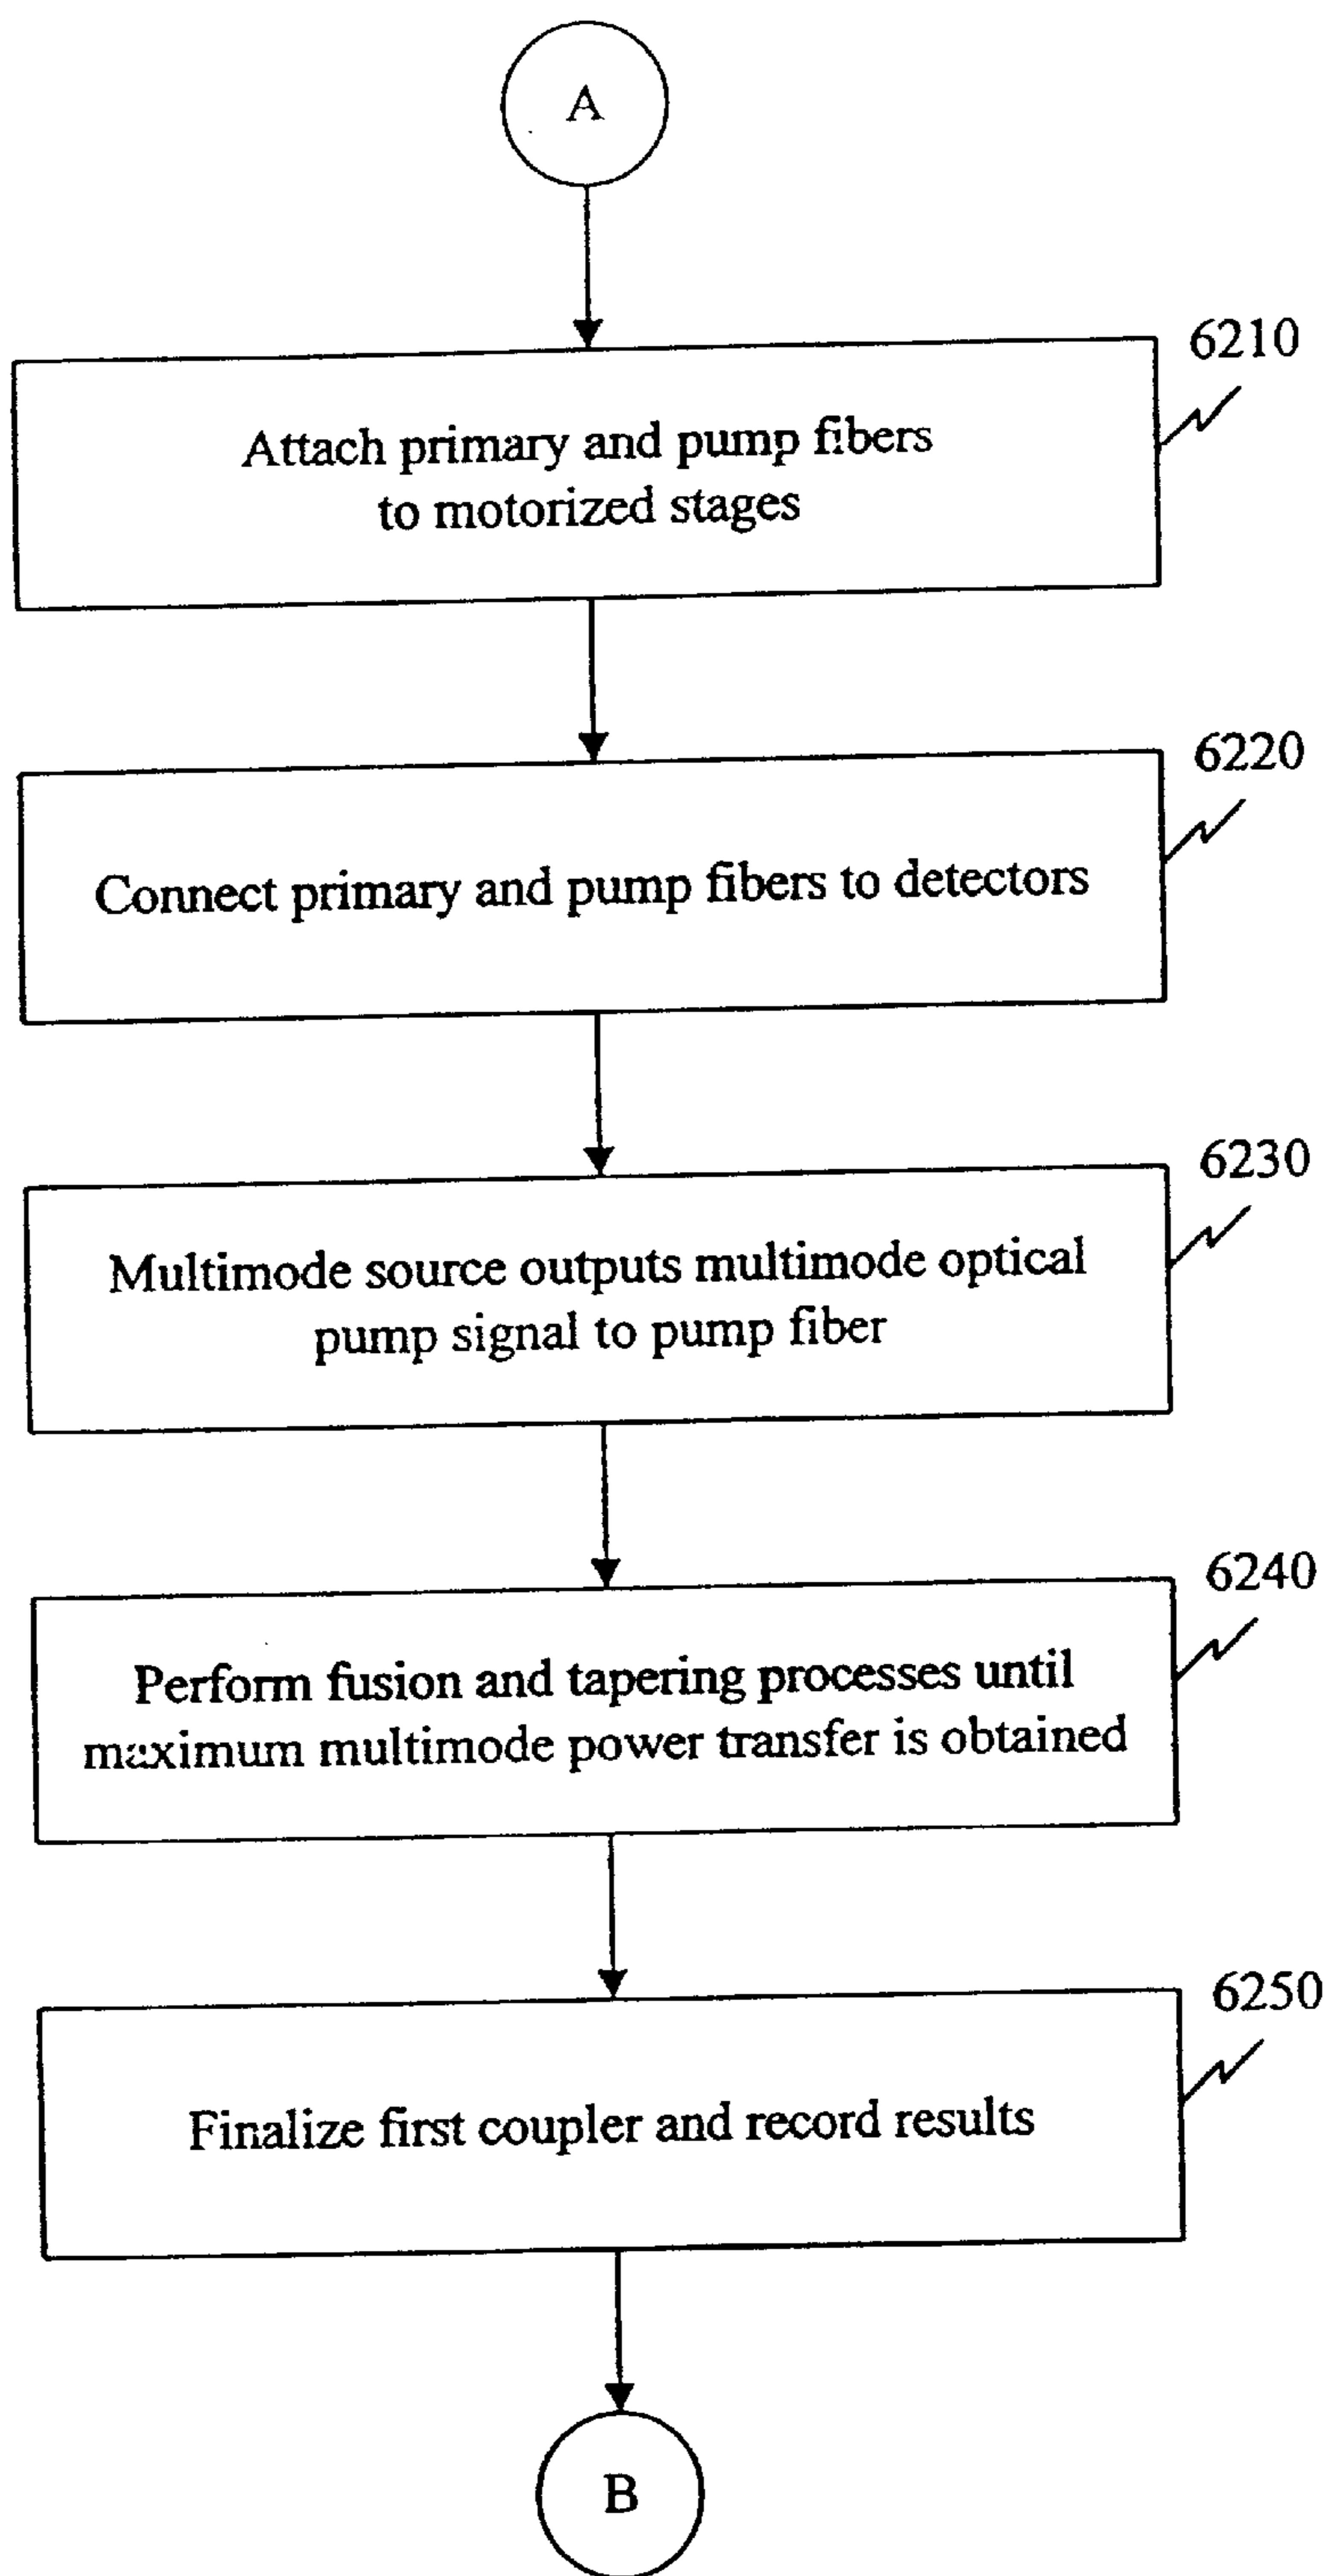 A
6210
Attach primary and pump fibers
to motorized stages
6220
Connect primary and pump fibers to detectors
6230
Multimode source outputs multimode optical
pump signal to pump fiber
6240
Perform fusion and tapering processes until
maximum multimode power transfer is obtained
6250
Finalize first coupler and record results
B